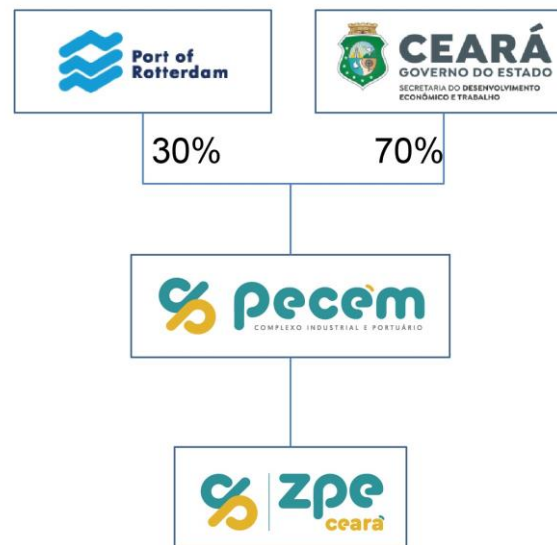 Port of
Rotterdam
CEARÁ
GOVERNO DO ESTADO
SECRETARIA DO DESENVOLVIMENTO
ECONÔMICO E TRABALHO
30%
70%
pecém
COMPLEXO INDUSTRIAL E PORTUÁRIO
zpe
ceará